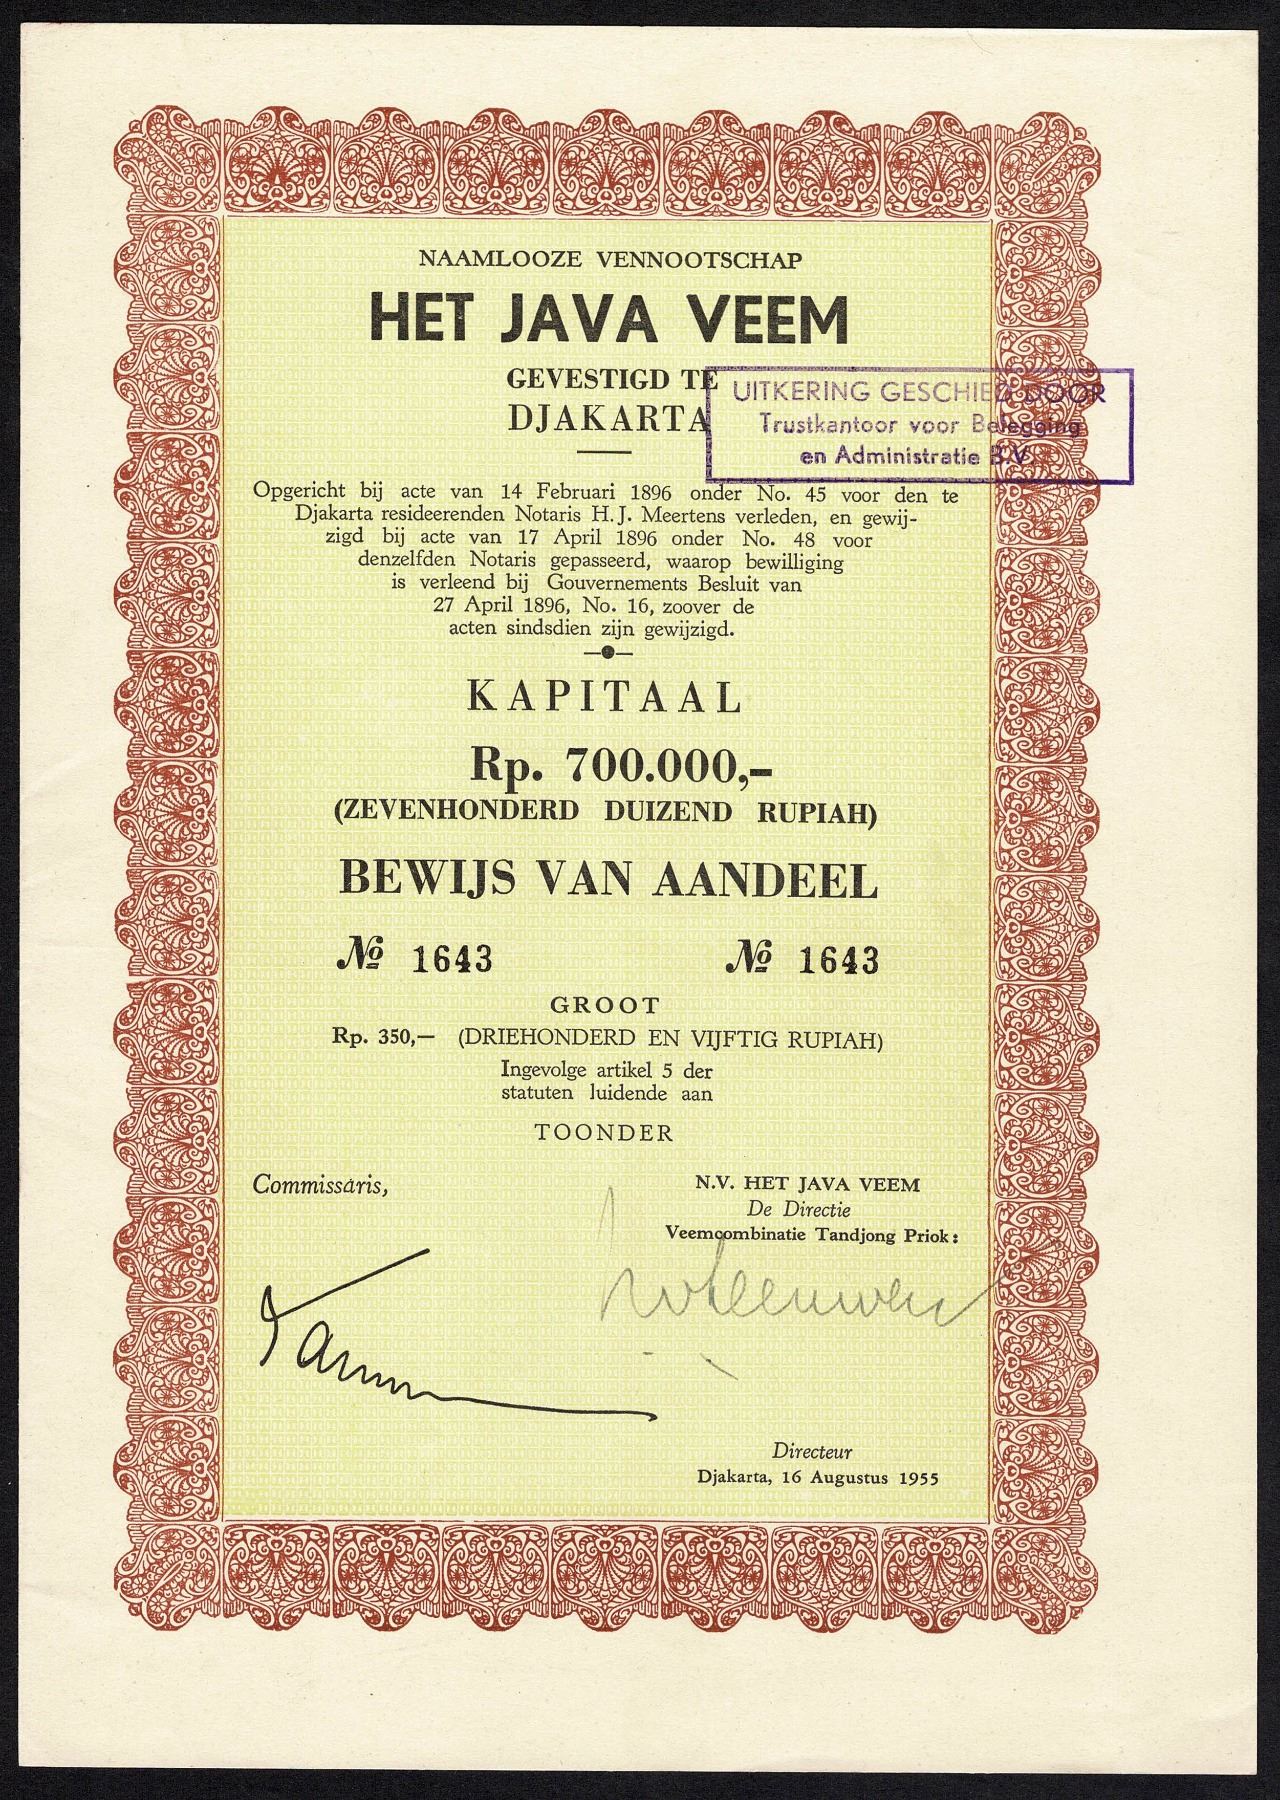 NAAMLOOZE VENNOOTSCHAP
HET JAVA VEEM
GEVESTIGD TE
DJAKARTA
UITKERING GESCHIED DOOR
Trustkantoor voor Belegging
en Administratie B.V.
Opgericht bij acte van 14 Februari 1896 onder No. 45 voor den te
Djakarta resideerenden Notaris H. J. Meertens verleden, en gewij-
zigd bij acte van 17 April 1896 onder No. 48 voor
denzelfden Notaris gepasseerd, waarop bewilliging
is verleend bij Gouvernements Besluit van
27 April 1896, No. 16, zoover de
acten sindsdien zijn gewijzigd.
KAPITAAL
Rp. 700.000,–
(ZEVENHONDERD DUIZEND RUPIAH)
BEWIJS VAN AANDEEL
No 1643 No 1643
GROOT
Rp. 350,— (DRIEHONDERD EN VIJFTIG RUPIAH)
Ingevolge artikel 5 der
statuten luidende aan
TOONDER
Commissaris,
N.V. HET JAVA VEEM
De Directie
Veemcombinatie Tandjong Priok:
Directeur
Djakarta, 16 Augustus 1955